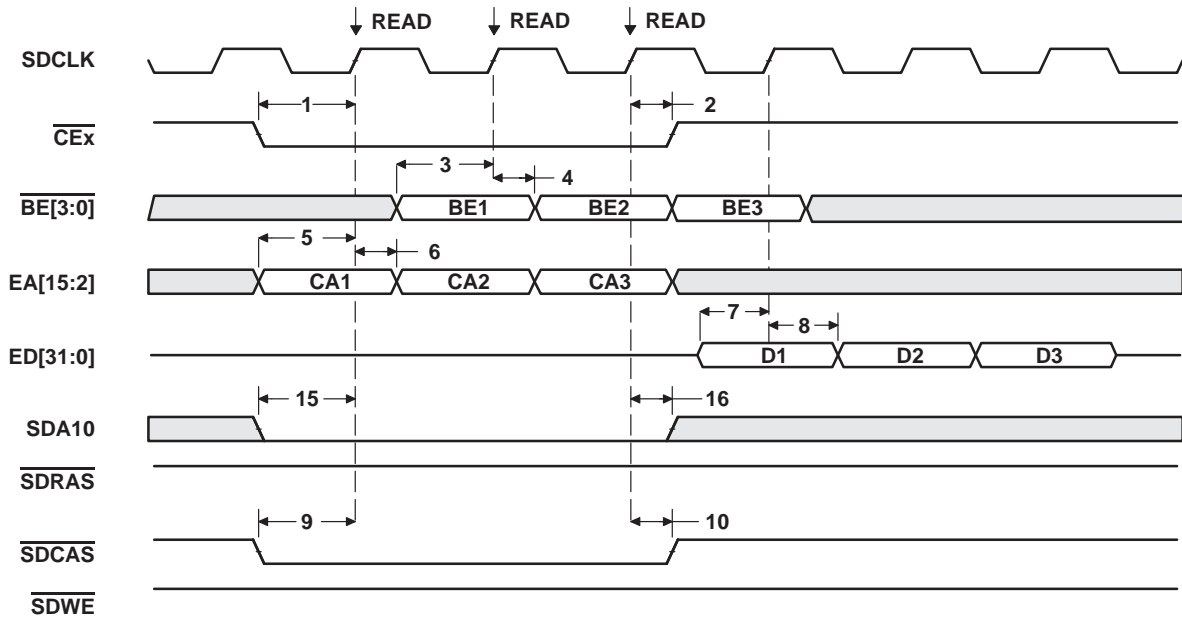 READ READ READ
SDCLK
1 2
CEx
3 4
BE[3:0] BE1 BE2 BE3
5 6
EA[15:2] CA1 CA2 CA3
7 8
ED[31:0] D1 D2 D3
15 16
SDA10
SDRAS
9 10
SDCAS
SDWE